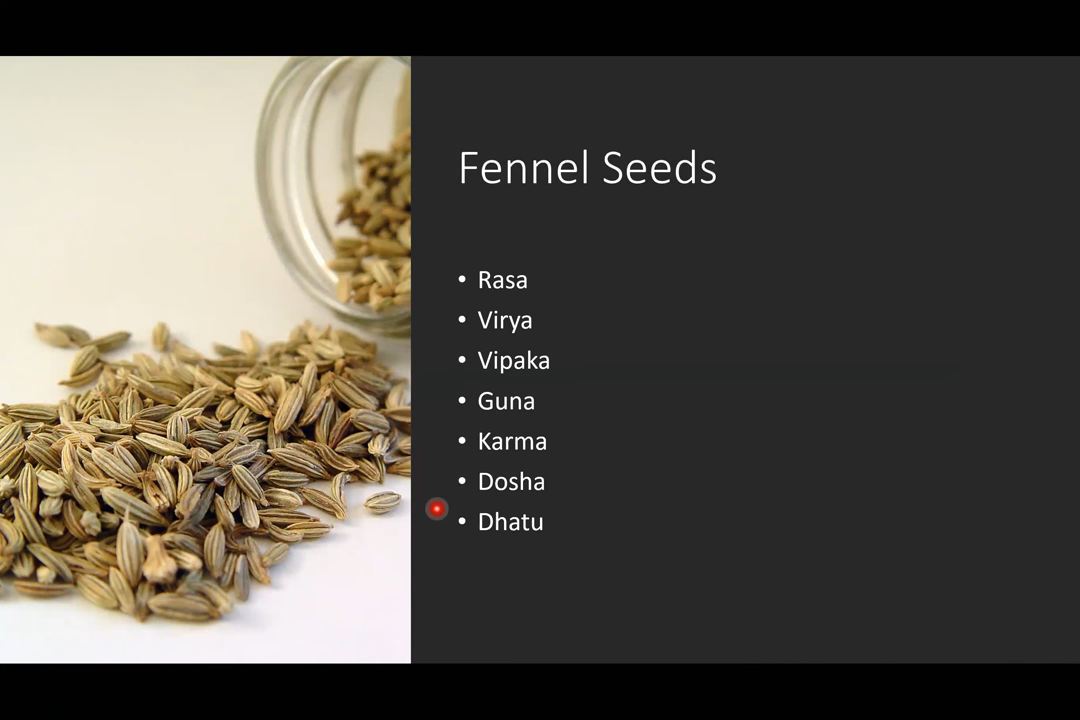 Fennel Seeds
• Rasa
• Virya
• Vipaka
• Guna
• Karma
• Dosha
• Dhatu